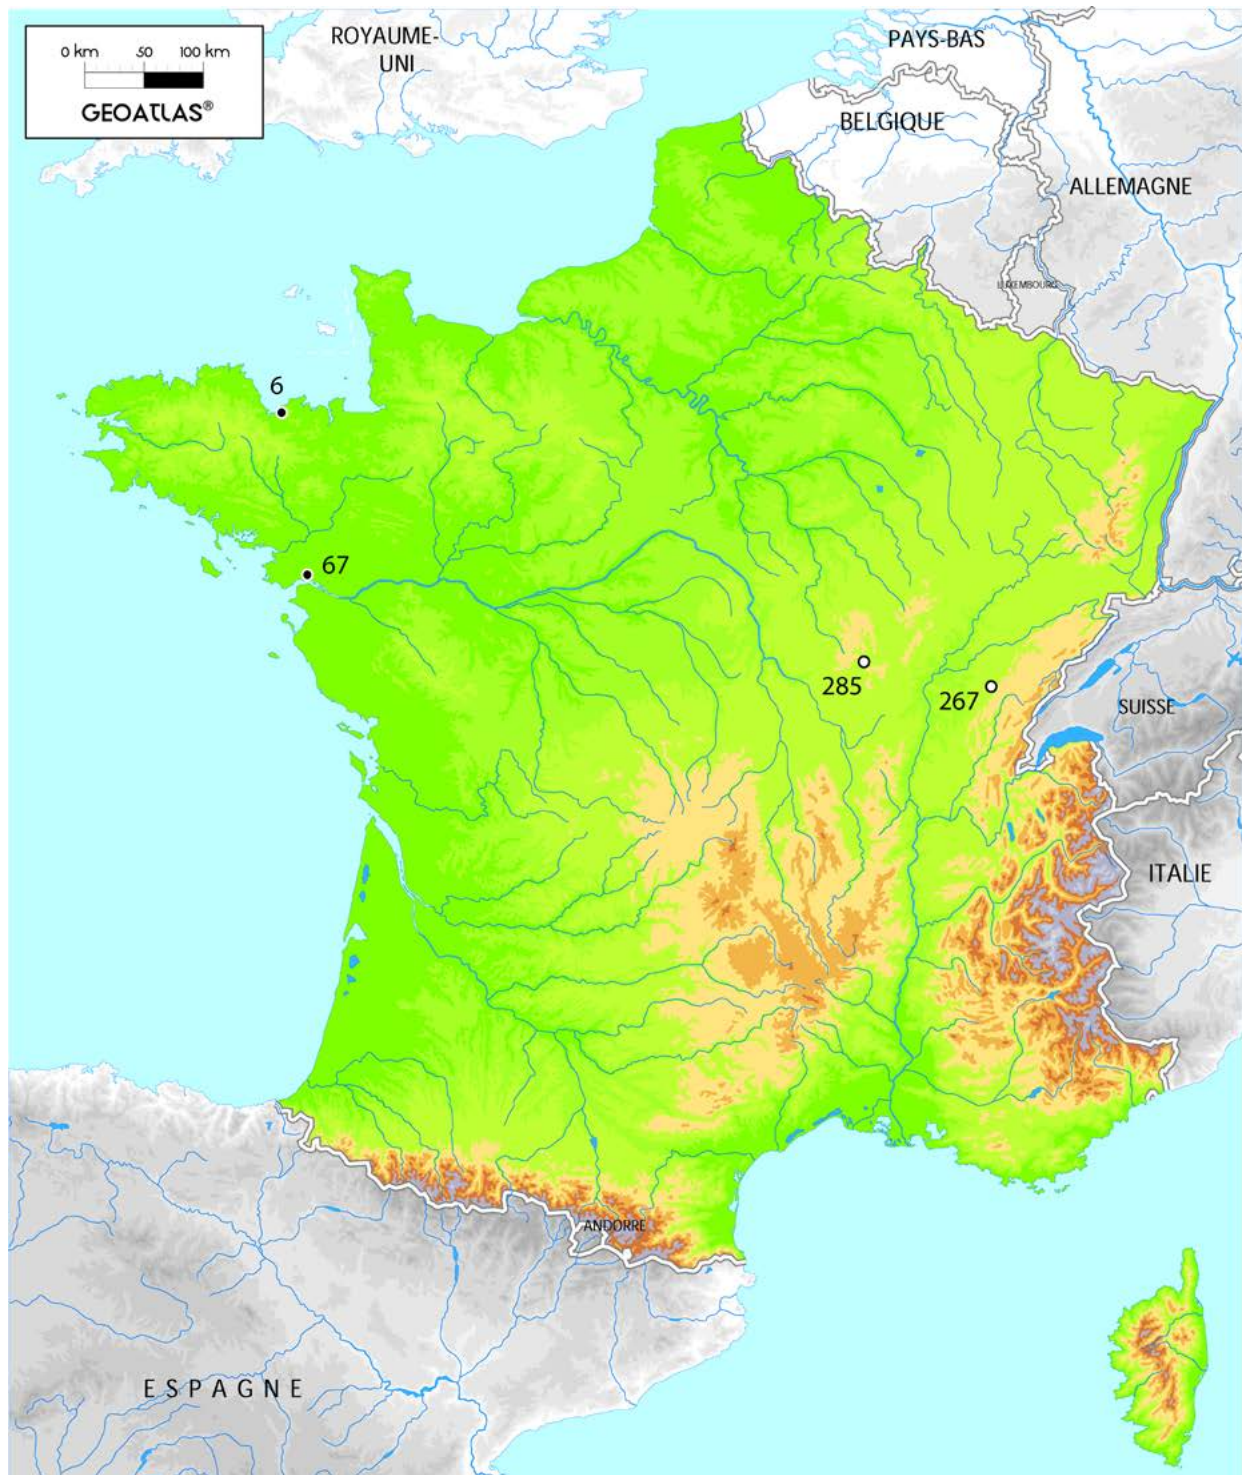 0 km 50 100 km
GEOATLAS®
ROYAUME-
UNI
PAYS-BAS
BELGIQUE
ALLEMAGNE
LUXEMBOURG
6
67
285
267
SUISSE
ITALIE
ANDORRE
ESPAGNE